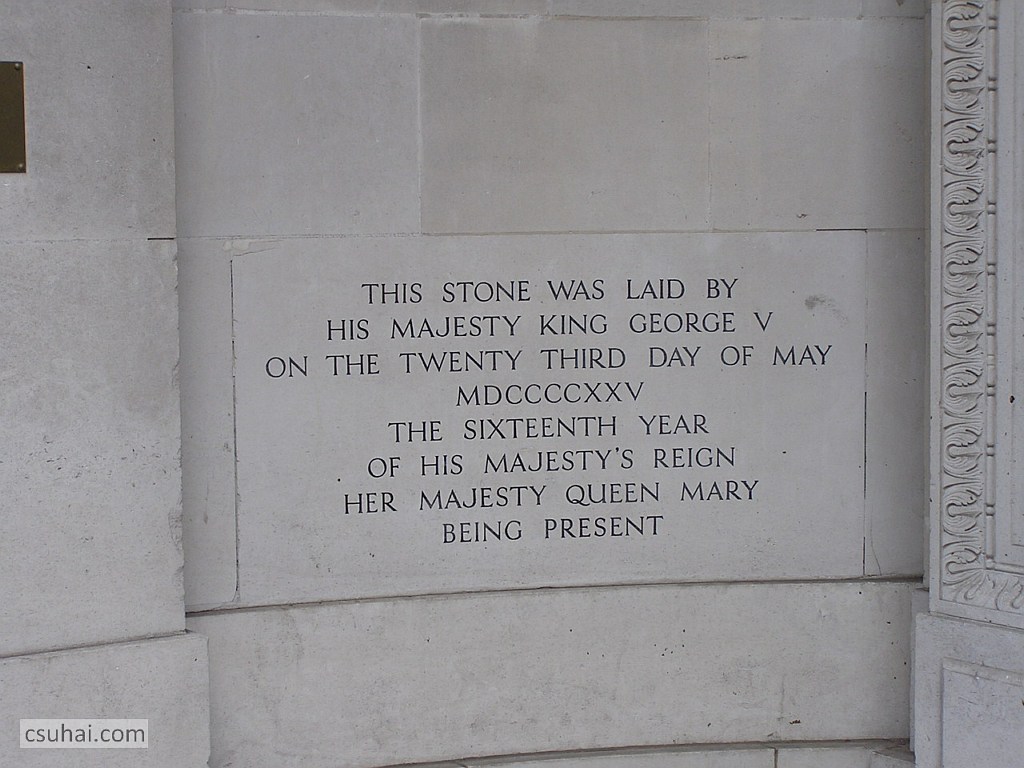 THIS STONE WAS LAID BY
HIS MAJESTY KING GEORGE V
ON THE TWENTY THIRD DAY OF MAY
MDCCCCXXV
THE SIXTEENTH YEAR
OF HIS MAJESTY'S REIGN
HER MAJESTY QUEEN MARY
BEING PRESENT
csuhai.com